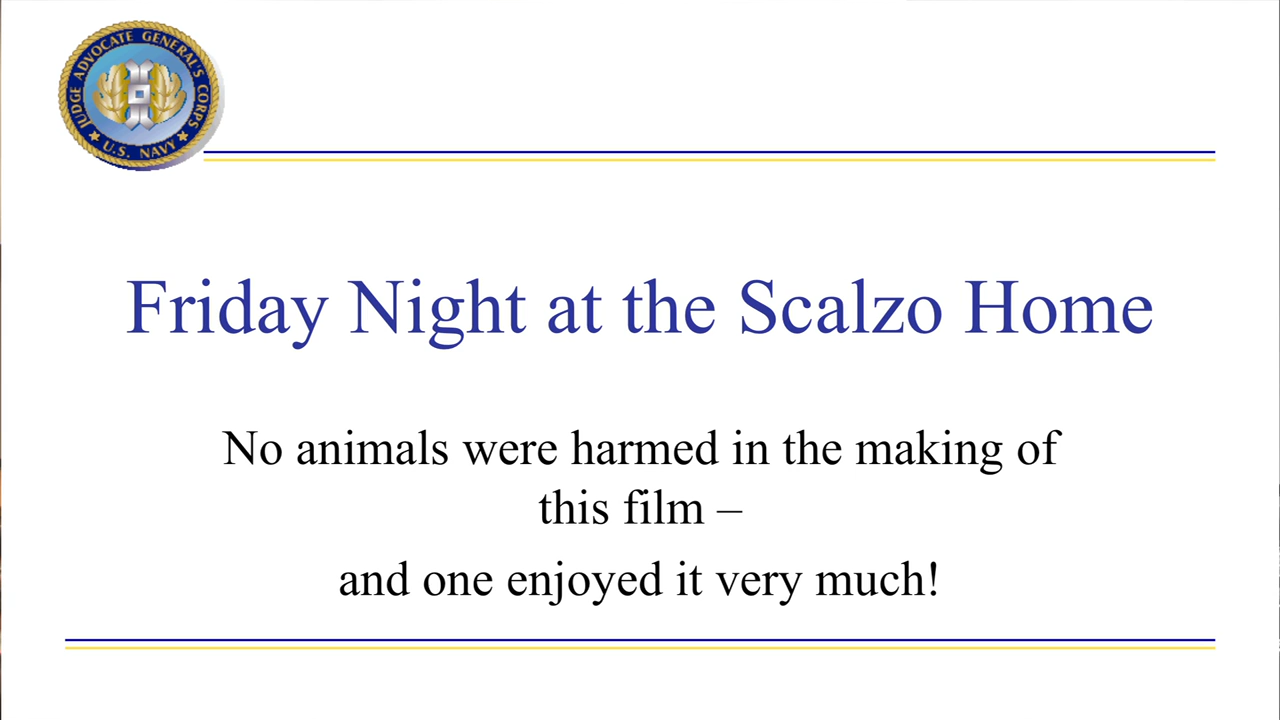 JUDGE ADVOCATE GENERAL'S CORPS
U.S. NAVY
Friday Night at the Scalzo Home
No animals were harmed in the making of
this film –
and one enjoyed it very much!